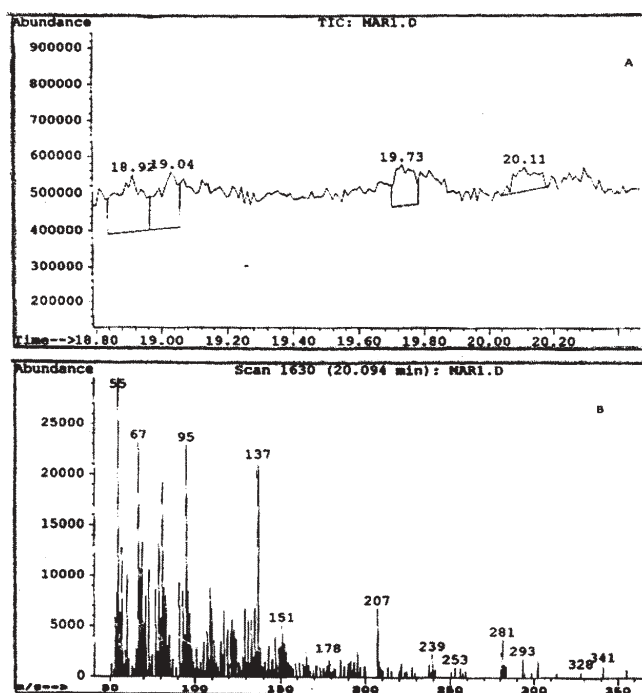 Abundance TIC: MAR1.D
A
900000
800000
700000
600000
500000
400000
300000
200000
18.92 19.04 19.73 20.11
Time-->18.80 19.00 19.20 19.40 19.60 19.80 20.00 20.20
Abundance Scan 1630 (20.094 min): MAR1.D
B
25000
20000
15000
10000
5000
0
55 67 95 137 151 178 207 239 253 281 293 328 341
m/e--> 50 100 150 200 250 300 350